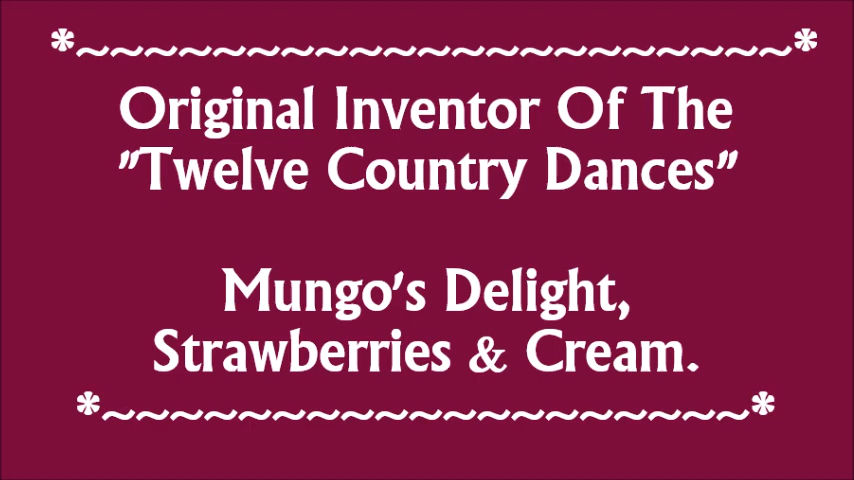 *~~~~~~~~~~~~~~~~~~~~~~*
Original Inventor Of The
"Twelve Country Dances"
Mungo's Delight,
Strawberries & Cream.
*~~~~~~~~~~~~~~~~~~~~*